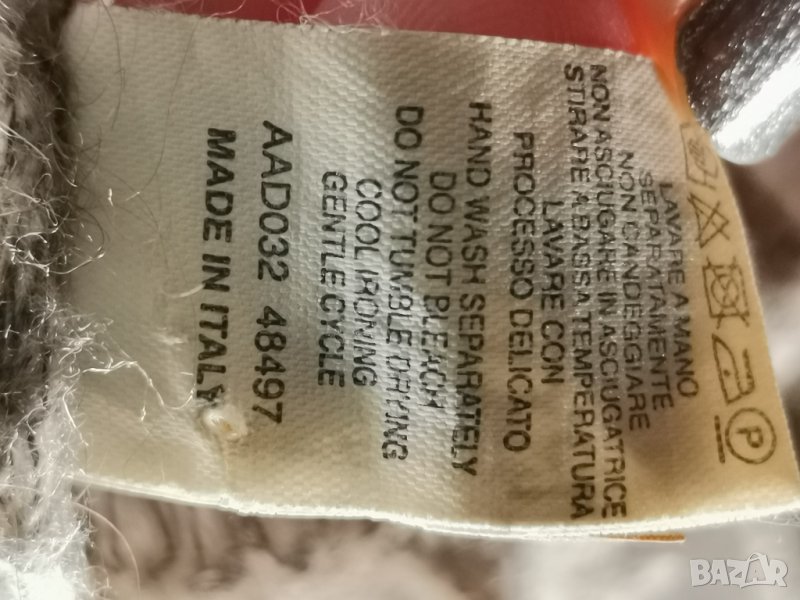 LAVARE A MANO
SEPARATAMENTE
NON CANDEGGIARE
NON ASCIUGARE IN ASCIUGATRICE
STIRARE A BASSA TEMPERATURA
LAVARE CON
PROCESSO DELICATO
HAND WASH SEPARATELY
DO NOT BLEACH
DO NOT TUMBLE DRYING
COOL IRONING
GENTLE CYCLE
AAD032 48497
MADE IN ITALY
P
BAZAR